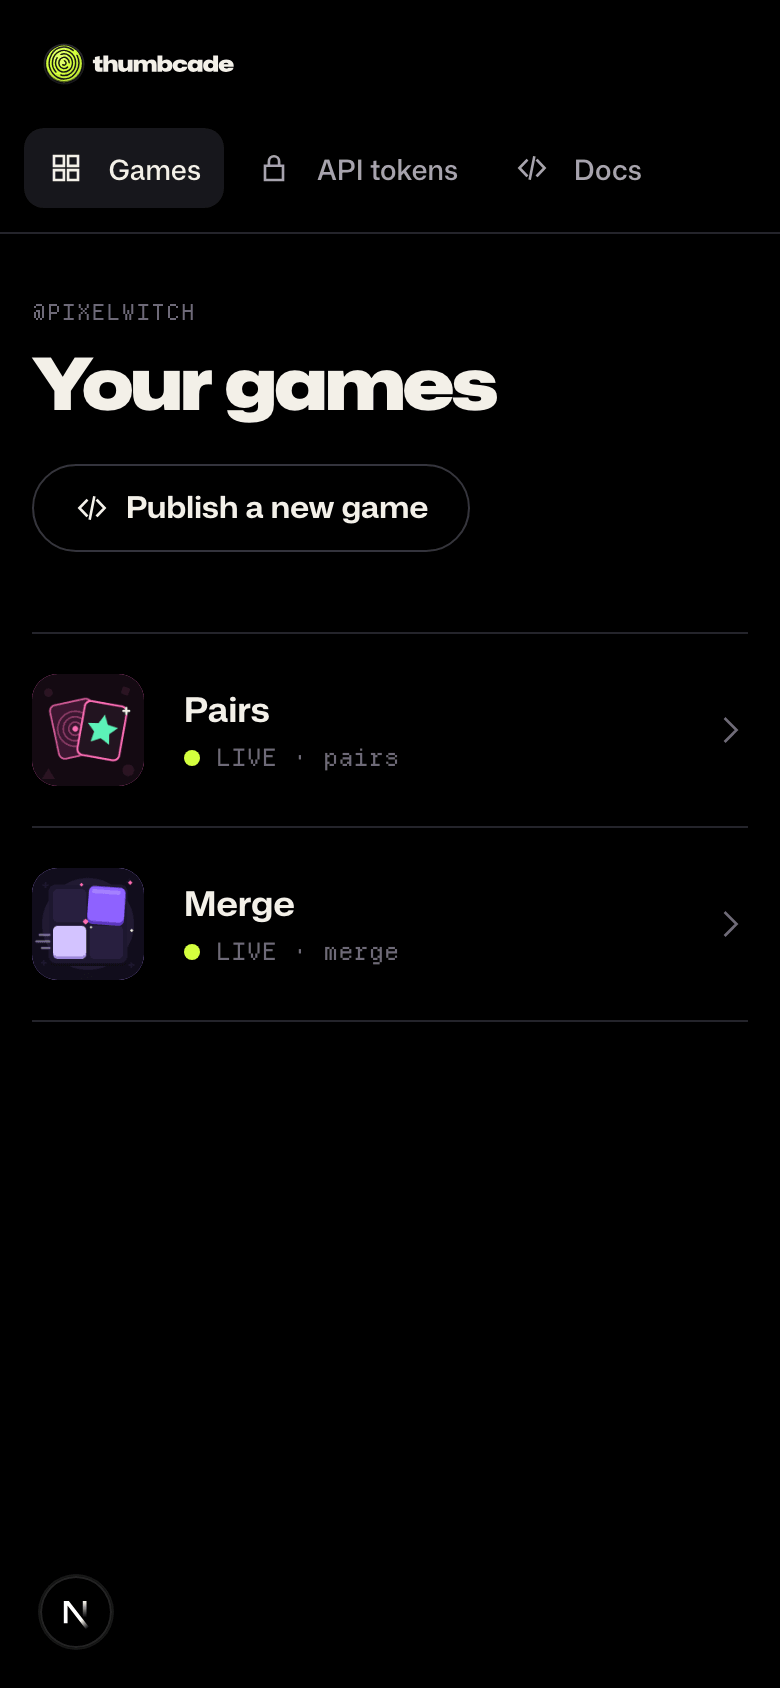 thumbcade
Games
API tokens
Docs
@PIXELWITCH
Your games
Publish a new game
Pairs
LIVE · pairs
Merge
LIVE · merge
N